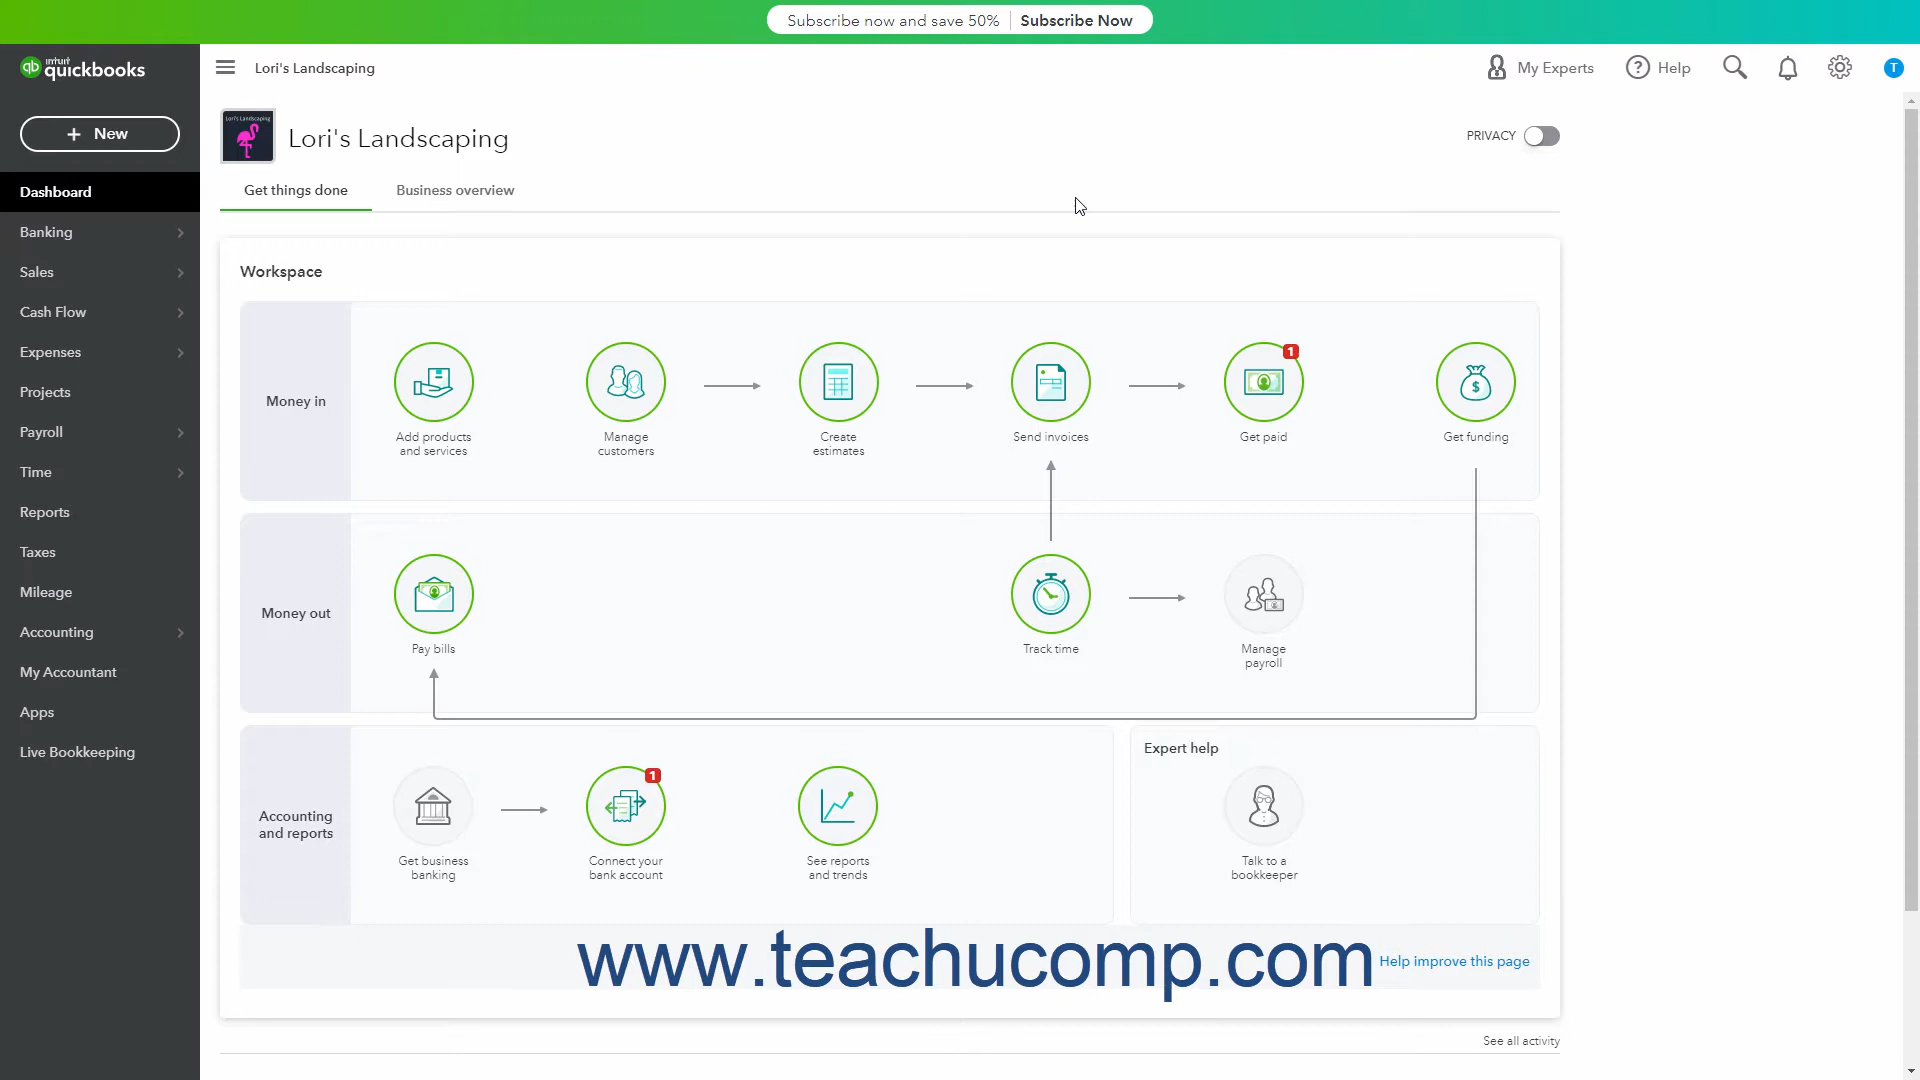 Subscribe now and save 50% Subscribe Now
intuit quickbooks
Lori's Landscaping
My Experts
Help
T
+ New
Lori's Landscaping
Lori's Landscaping
PRIVACY
Get things done
Business overview
Dashboard
Banking
Sales
Cash Flow
Expenses
Projects
Payroll
Time
Reports
Taxes
Mileage
Accounting
My Accountant
Apps
Live Bookkeeping
Workspace
Money in
Add products
and services
Manage
customers
Create
estimates
Send invoices
1
Get paid
$
Get funding
Money out
Pay bills
Track time
Manage
payroll
Accounting
and reports
Get business
banking
1
Connect your
bank account
See reports
and trends
Expert help
Talk to a
bookkeeper
www.teachucomp.com
Help improve this page
See all activity